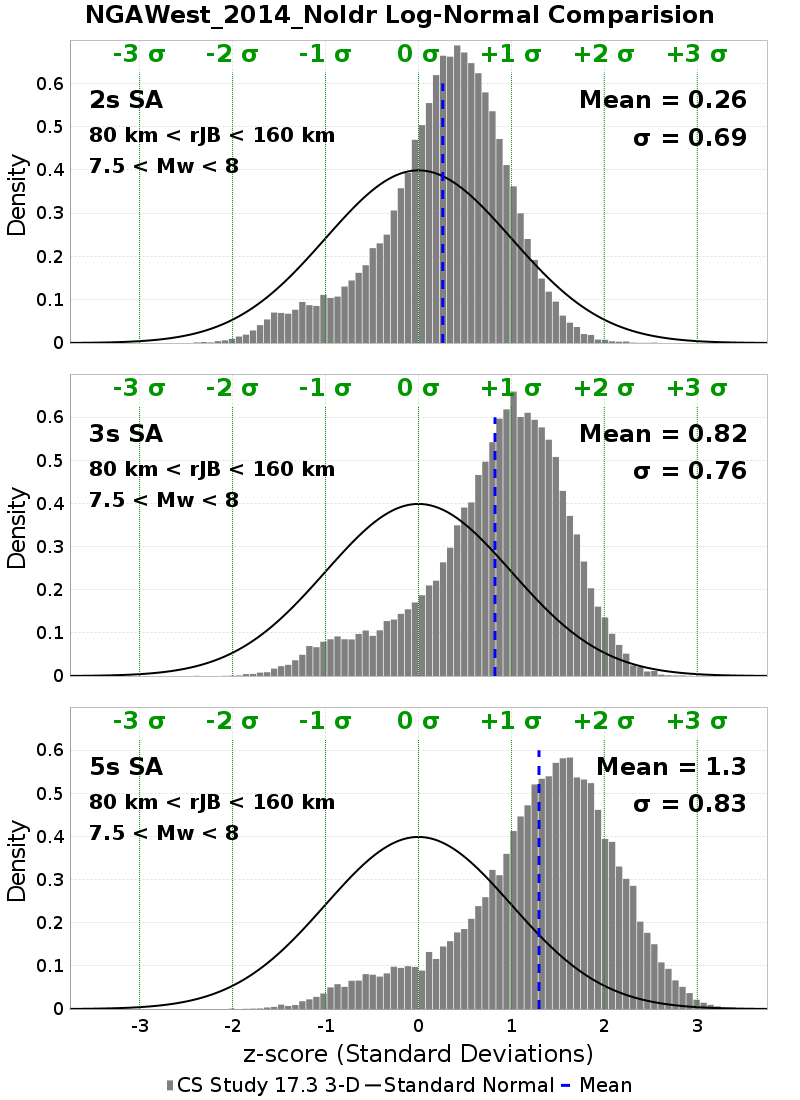 NGAWest_2014_NoIdr Log-Normal Comparision
-3 σ -2 σ -1 σ 0 σ +1 σ +2 σ +3 σ
2s SA
Mean = 0.26
80 km < rJB < 160 km
σ = 0.69
7.5 < Mw < 8
Density
0.6
0.5
0.4
0.3
0.2
0.1
0
-3 σ -2 σ -1 σ 0 σ +1 σ +2 σ +3 σ
3s SA
Mean = 0.82
80 km < rJB < 160 km
σ = 0.76
7.5 < Mw < 8
Density
0.6
0.5
0.4
0.3
0.2
0.1
0
-3 σ -2 σ -1 σ 0 σ +1 σ +2 σ +3 σ
5s SA
Mean = 1.3
80 km < rJB < 160 km
σ = 0.83
7.5 < Mw < 8
Density
0.6
0.5
0.4
0.3
0.2
0.1
0
-3 -2 -1 0 1 2 3
z-score (Standard Deviations)
CS Study 17.3 3-D Standard Normal Mean